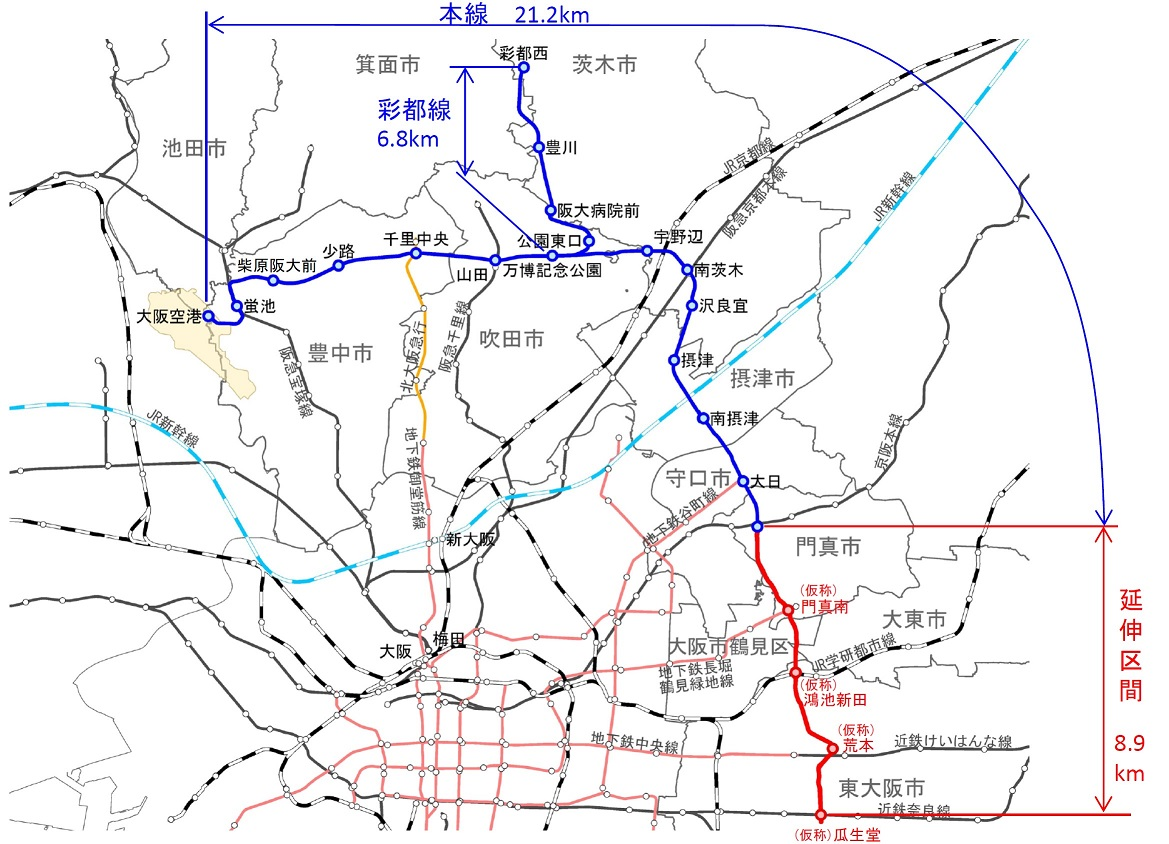 本線 21.2km
彩都西
箕面市
茨木市
彩都線
6.8km
池田市
豊川
JR京都線
阪急京都本線
JR新幹線
阪大病院前
千里中央
公園東口
宇野辺
少路
柴原阪大前
山田
万博記念公園
南茨木
大阪空港
蛍池
沢良宜
豊中市
阪急宝塚線
北大阪急行
阪急千里線
吹田市
摂津
摂津市
JR新幹線
南摂津
地下鉄御堂筋線
京阪本線
守口市
大日
地下鉄谷町線
新大阪
門真市
(仮称)
門真南
大東市
延伸区間
8.9
km
大阪
梅田
大阪市鶴見区
JR学研都市線
地下鉄長堀
鶴見緑地線
(仮称)
鴻池新田
地下鉄中央線
(仮称)
荒本
近鉄けいはんな線
東大阪市
近鉄奈良線
(仮称)瓜生堂